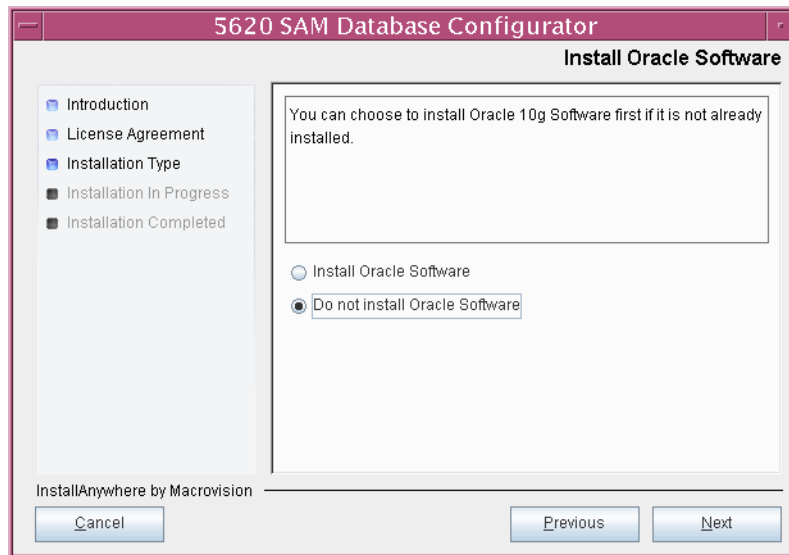 5620 SAM Database Configurator
Install Oracle Software
Introduction
License Agreement
Installation Type
Installation In Progress
Installation Completed
You can choose to install Oracle 10g Software first if it is not already
installed.
Install Oracle Software
Do not install Oracle Software
InstallAnywhere by Macrovision
Cancel
Previous
Next